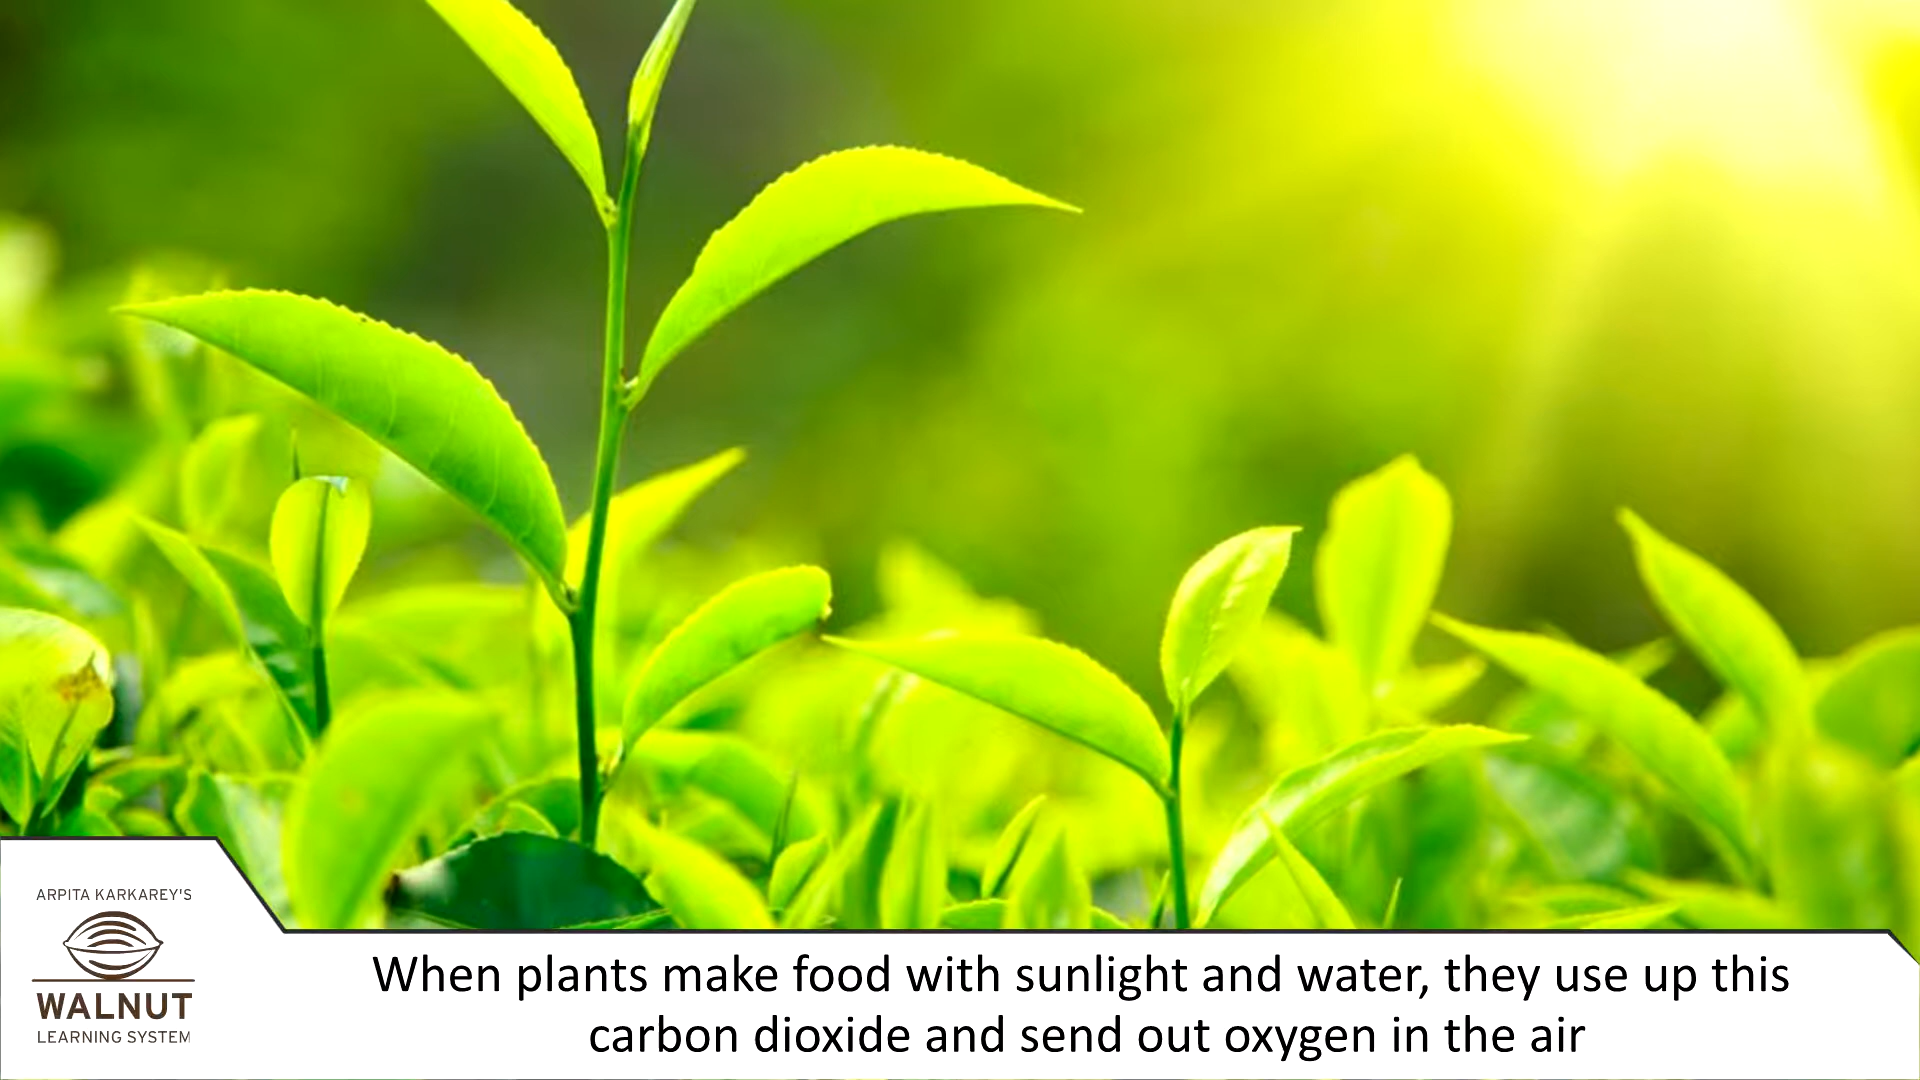 ARPITA KARKAREY'S
WALNUT
LEARNING SYSTEM
When plants make food with sunlight and water, they use up this
carbon dioxide and send out oxygen in the air